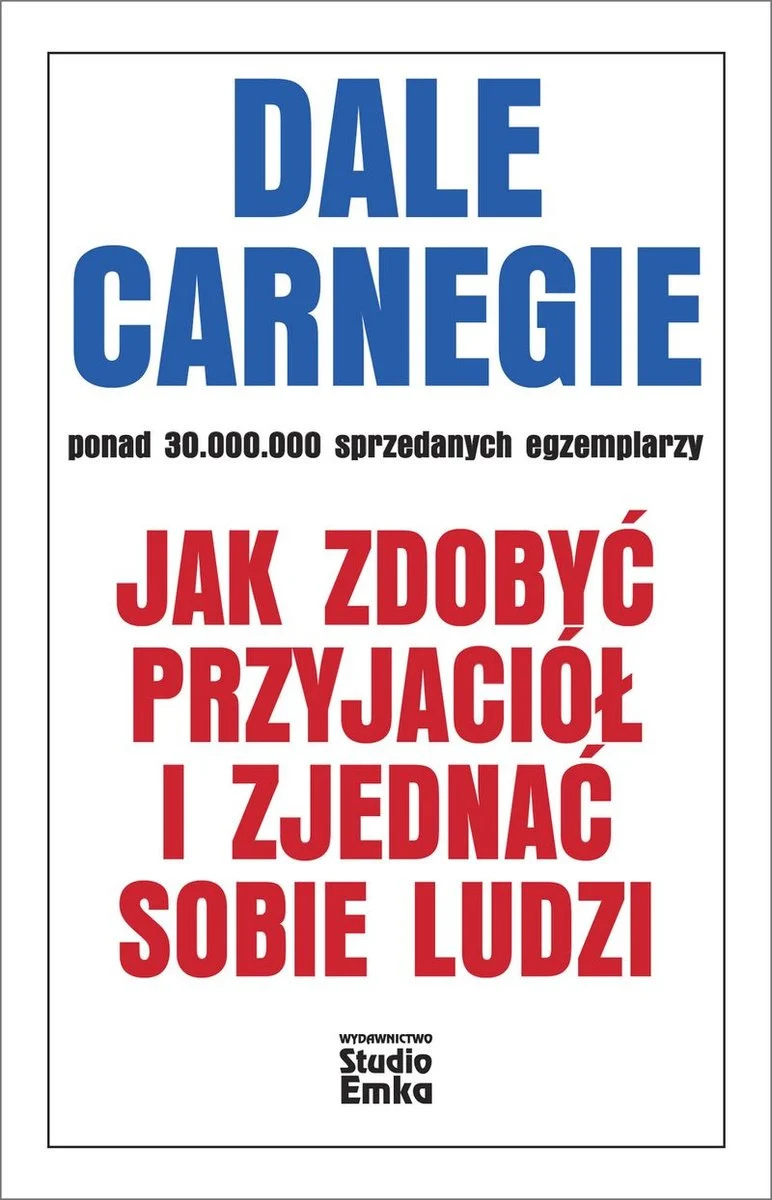 DALE
CARNEGIE
ponad 30.000.000 sprzedanych egzemplarzy
JAK ZDOBYĆ
PRZYJACIÓŁ
I ZJEDNAĆ
SOBIE LUDZI
WYDAWNICTWO
Studio
Emka